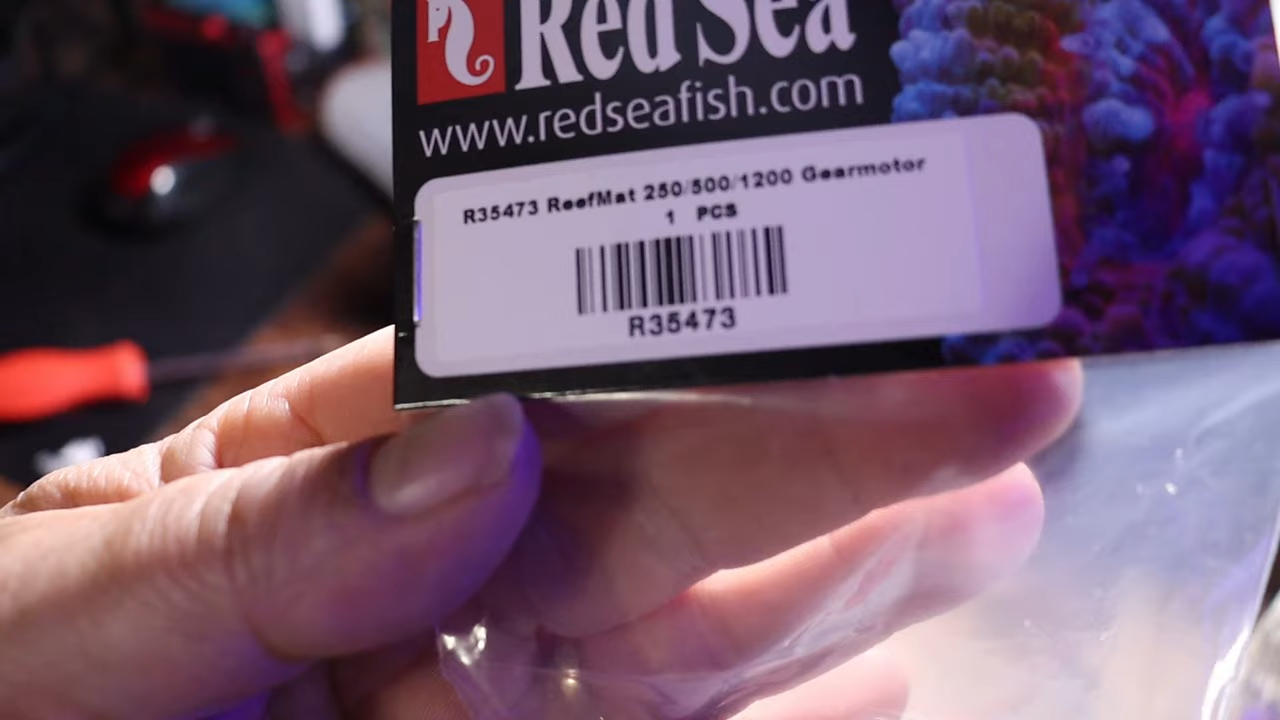 Red Sea
www.redseafish.com
R35473 ReefMat 250/500/1200 Gearmotor
1 PCS
R35473